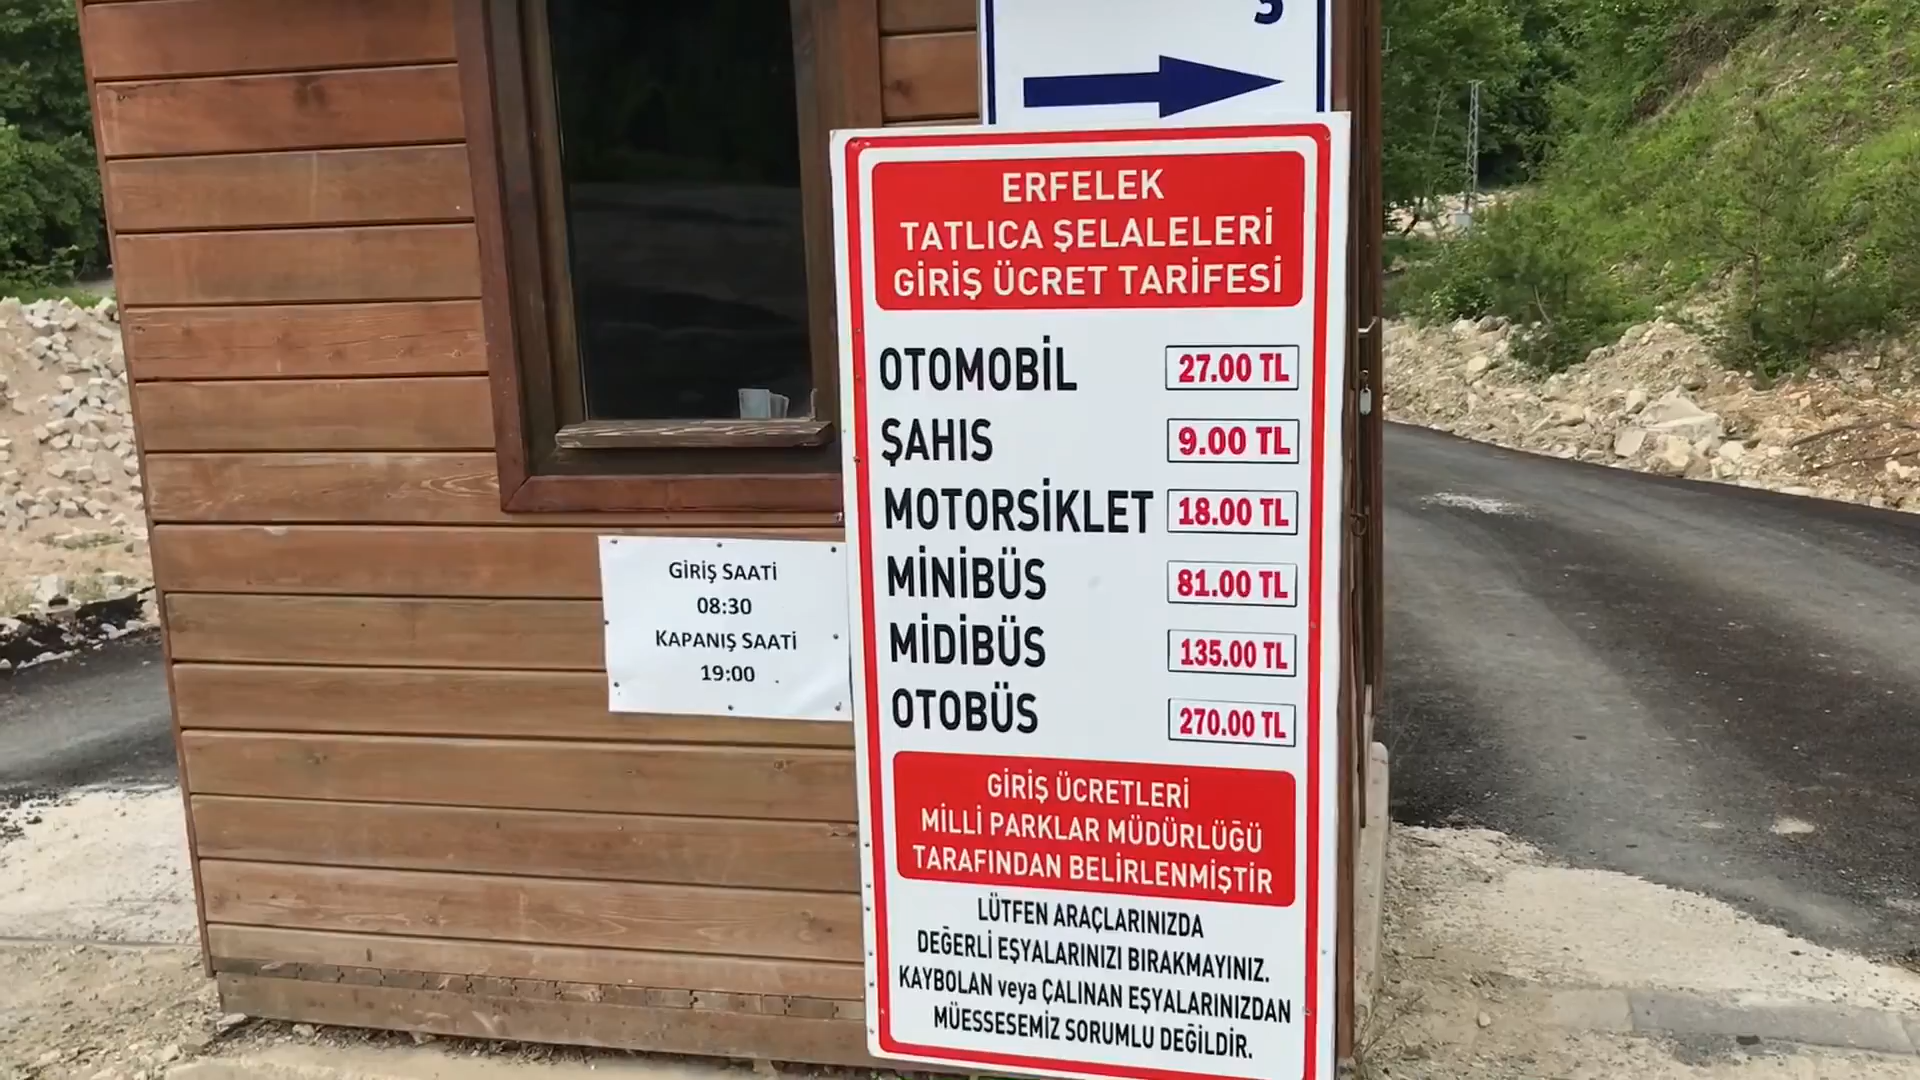 ERFELEK
TATLICA ŞELALELERİ
GİRİŞ ÜCRET TARİFESİ
OTOMOBİL 27.00 TL
ŞAHIS 9.00 TL
MOTORSİKLET 18.00 TL
MİNİBÜS 81.00 TL
MİDİBÜS 135.00 TL
OTOBÜS 270.00 TL
GİRİŞ ÜCRETLERİ
MİLLİ PARKLAR MÜDÜRLÜĞÜ
TARAFINDAN BELİRLENMİŞTİR
LÜTFEN ARAÇLARINIZDA
DEĞERLİ EŞYALARINIZI BIRAKMAYINIZ.
KAYBOLAN veya ÇALINAN EŞYALARINIZDAN
MÜESSESEMİZ SORUMLU DEĞİLDİR.
GİRİŞ SAATİ
08:30
KAPANIŞ SAATİ
19:00